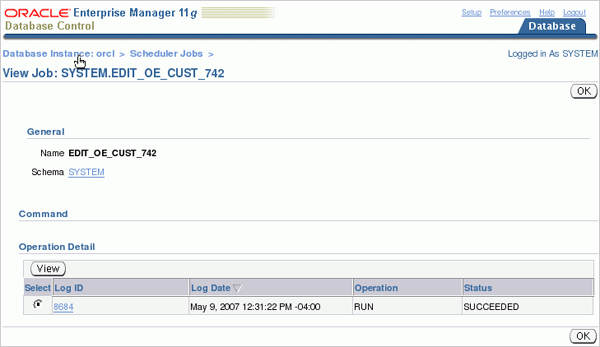 ORACLE Enterprise Manager 11g
Database Control
Setup Preferences Help Logout
Database
Database Instance: orcl > Scheduler Jobs >
Logged in As SYSTEM
View Job: SYSTEM.EDIT_OE_CUST_742
OK
General
Name EDIT_OE_CUST_742
Schema SYSTEM
Command
Operation Detail
View
Select Log ID Log Date Operation Status
8684 May 9, 2007 12:31:22 PM -04:00 RUN SUCCEEDED
OK